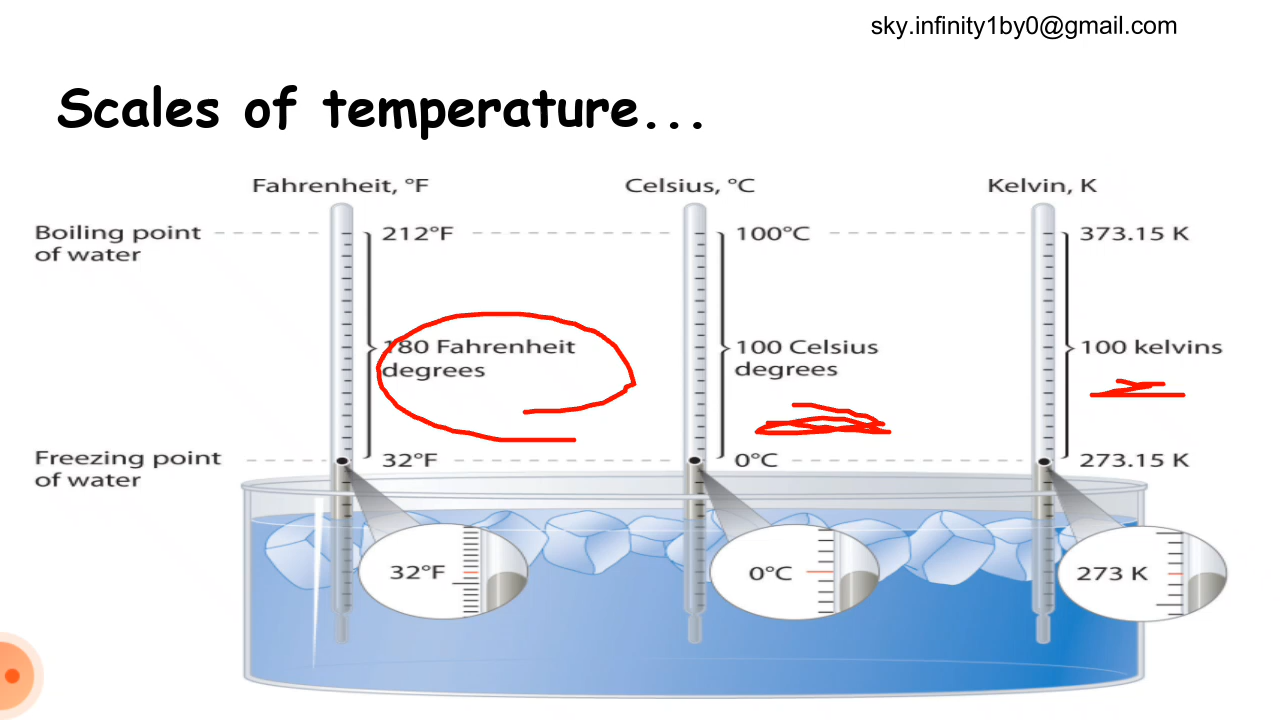 sky.infinity1by0@gmail.com
Scales of temperature...
Fahrenheit, °F
Celsius, °C
Kelvin, K
Boiling point
of water
212°F
100°C
373.15 K
180 Fahrenheit
degrees
100 Celsius
degrees
100 kelvins
Freezing point
of water
32°F
0°C
273.15 K
32°F
0°C
273 K